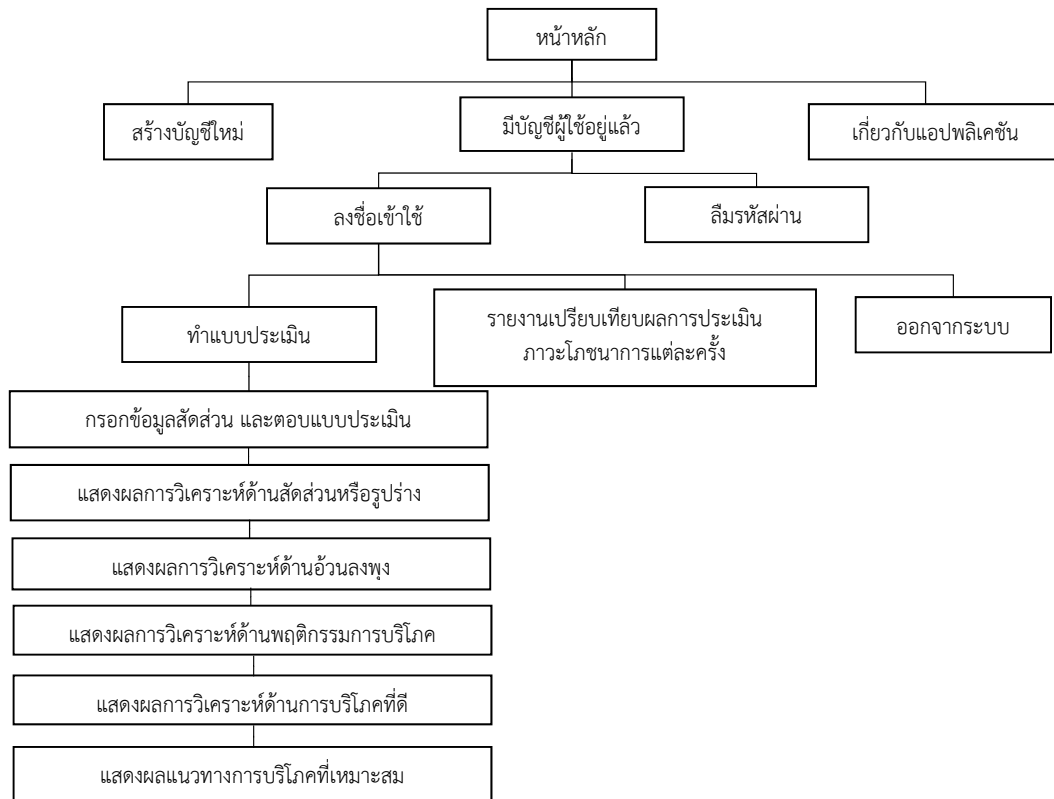 หน้าหลัก
สร้างบัญชีใหม่
มีบัญชีผู้ใช้อยู่แล้ว
เกี่ยวกับแอปพลิเคชัน
ลงชื่อเข้าใช้
ลืมรหัสผ่าน
ทำแบบประเมิน
รายงานเปรียบเทียบผลการประเมิน
ภาวะโภชนาการแต่ละครั้ง
ออกจากระบบ
กรอกข้อมูลสัดส่วน และตอบแบบประเมิน
แสดงผลการวิเคราะห์ด้านสัดส่วนหรือรูปร่าง
แสดงผลการวิเคราะห์ด้านอ้วนลงพุง
แสดงผลการวิเคราะห์ด้านพฤติกรรมการบริโภค
แสดงผลการวิเคราะห์ด้านการบริโภคที่ดี
แสดงผลแนวทางการบริโภคที่เหมาะสม